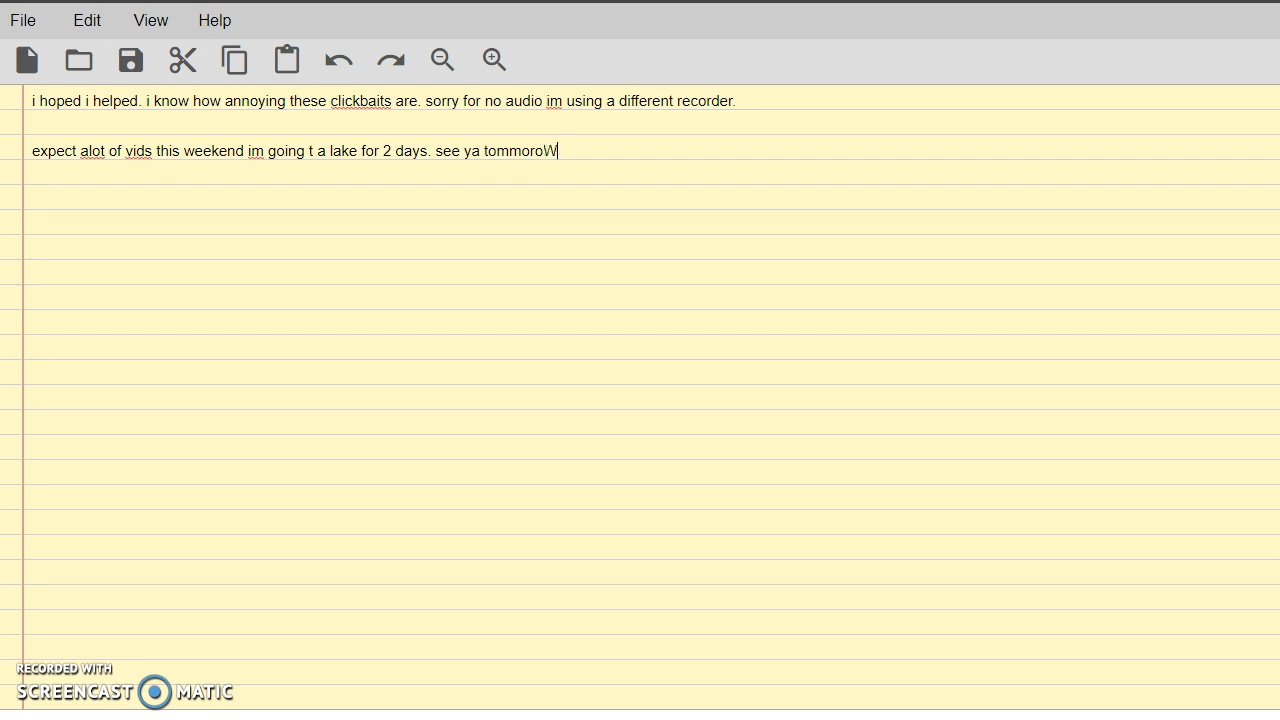 File Edit View Help
i hoped i helped. i know how annoying these clickbaits are. sorry for no audio im using a different recorder.
expect alot of vids this weekend im going t a lake for 2 days. see ya tommoroW
RECORDED WITH
SCREENCAST MATIC